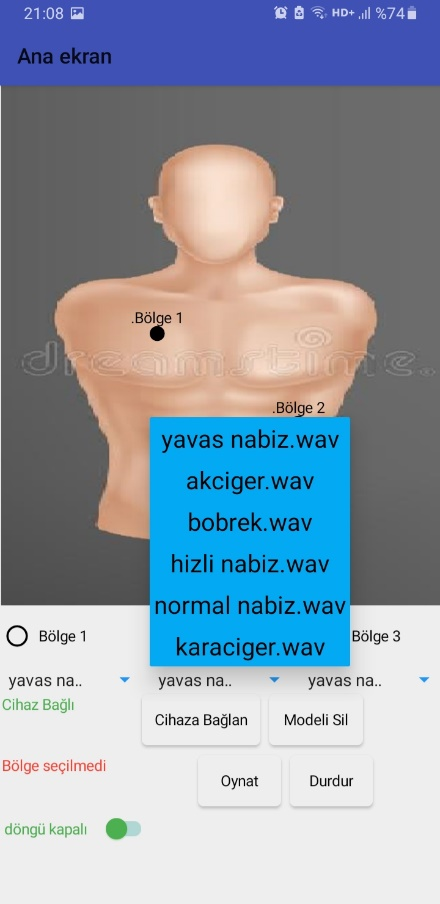 21:08 HD+ %74
Ana ekran
.Bölge 1
dreamstime.
.Bölge 2
yavas nabiz.wav
akciger.wav
bobrek.wav
hizli nabiz.wav
normal nabiz.wav
karaciger.wav
Bölge 1 Bölge 3
yavas na.. yavas na.. yavas na..
Cihaz Bağlı
Cihaza Bağlan Modeli Sil
Bölge seçilmedi
Oynat Durdur
döngü kapalı